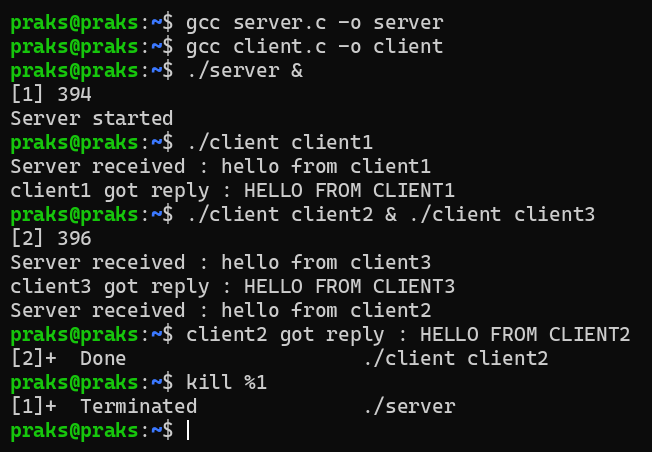 praks@praks:~$ gcc server.c -o server
praks@praks:~$ gcc client.c -o client
praks@praks:~$ ./server &
[1] 394
Server started
praks@praks:~$ ./client client1
Server received : hello from client1
client1 got reply : HELLO FROM CLIENT1
praks@praks:~$ ./client client2 & ./client client3
[2] 396
Server received : hello from client3
client3 got reply : HELLO FROM CLIENT3
Server received : hello from client2
praks@praks:~$ client2 got reply : HELLO FROM CLIENT2
[2]+  Done                    ./client client2
praks@praks:~$ kill %1
[1]+  Terminated              ./server
praks@praks:~$